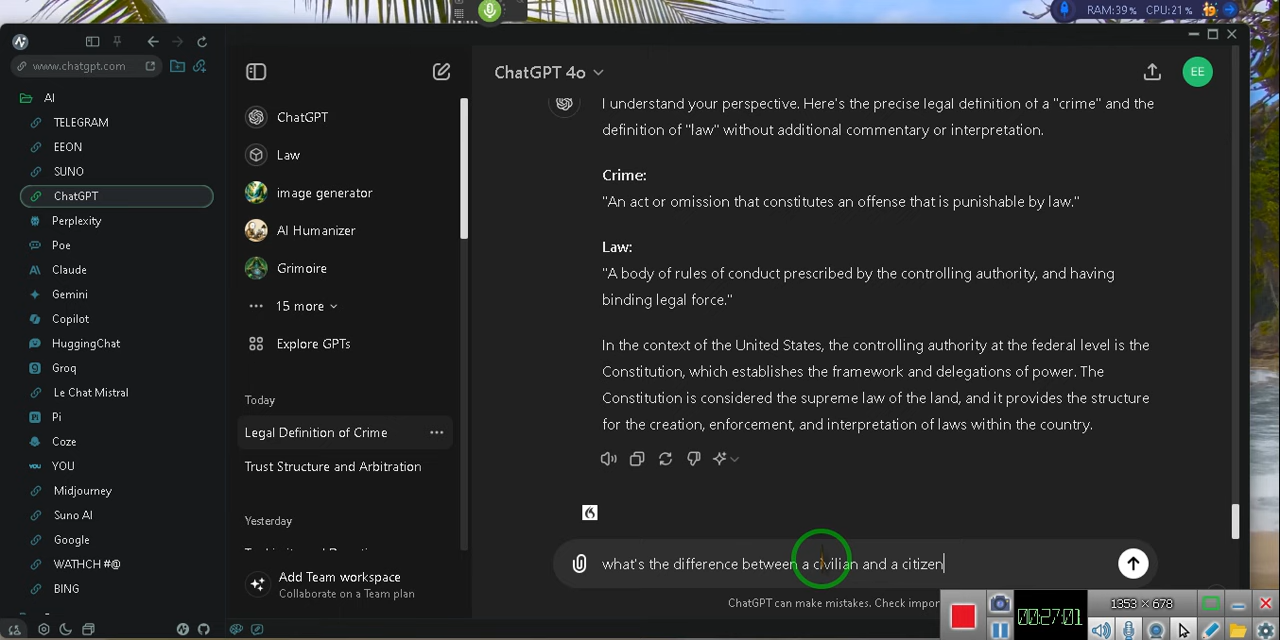 RAM:39% CPU:21% 19
www.chatgpt.com
AI
TELEGRAM
EEON
SUNO
ChatGPT
Perplexity
Poe
Claude
Gemini
Copilot
HuggingChat
Groq
Le Chat Mistral
Pi
Coze
YOU
Midjourney
Suno AI
Google
WATHCH #@
BING
ChatGPT
Law
image generator
AI Humanizer
Grimoire
15 more
Explore GPTs
Today
Legal Definition of Crime
Trust Structure and Arbitration
Yesterday
Add Team workspace
Collaborate on a Team plan
ChatGPT 4o
EE
I understand your perspective. Here's the precise legal definition of a "crime" and the
definition of "law" without additional commentary or interpretation.
Crime:
"An act or omission that constitutes an offense that is punishable by law."
Law:
"A body of rules of conduct prescribed by the controlling authority, and having
binding legal force."
In the context of the United States, the controlling authority at the federal level is the
Constitution, which establishes the framework and delegations of power. The
Constitution is considered the supreme law of the land, and it provides the structure
for the creation, enforcement, and interpretation of laws within the country.
what's the difference between a civilian and a citizen
ChatGPT can make mistakes. Check impor
1353 x 678
00:27:01